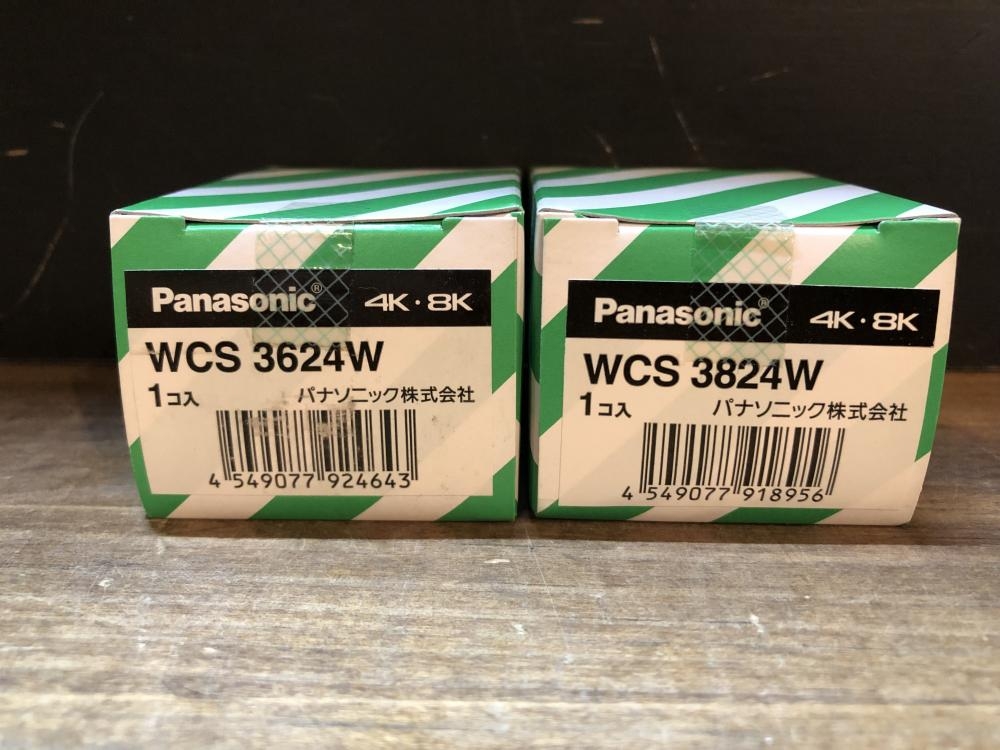 Panasonic® 4K・8K
WCS 3624W
1コ入 パナソニック株式会社
4 549077 924643
Panasonic® 4K・8K
WCS 3824W
1コ入 パナソニック株式会社
4 549077 918956